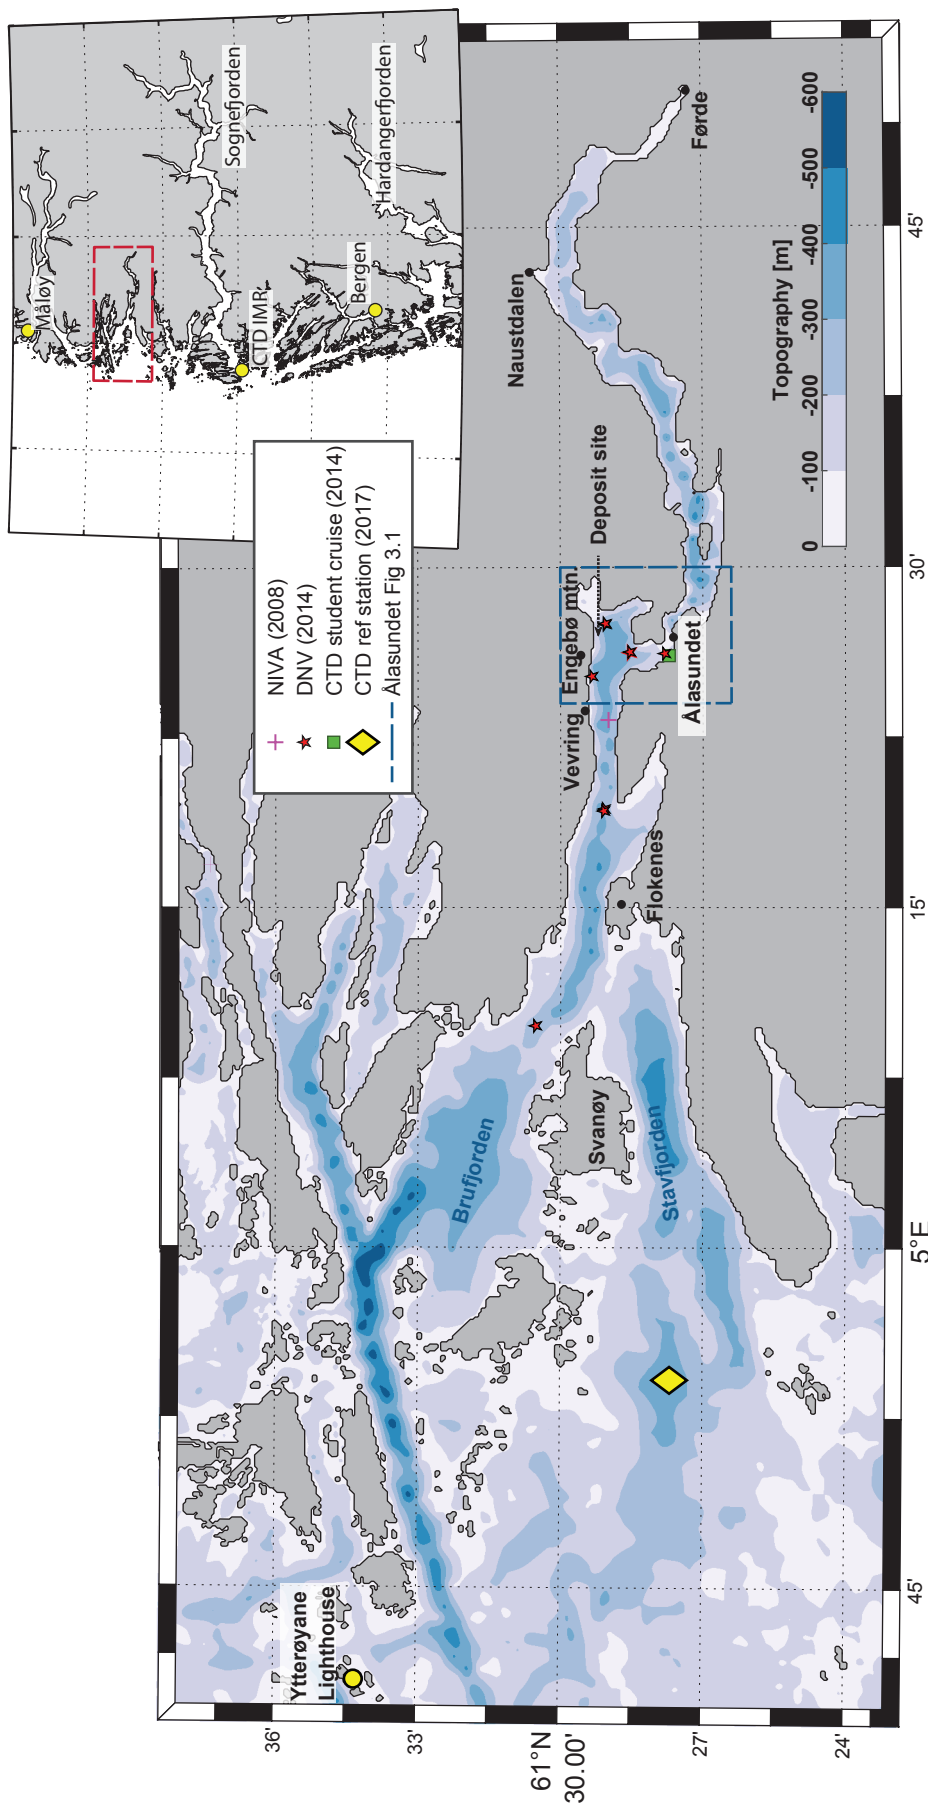 Måløy
Sognefjorden
CTD IMR
Bergen
Hardangerfjorden
NIVA (2008)
DNV (2014)
CTD student cruise (2014)
CTD ref station (2017)
Ålasundet Fig 3.1
Ytterøyane
Lighthouse
Brufjorden
Svanøy
Stavfjorden
Flokenes
Vevring
Engebø mtn.
Deposit site
Ålasundet
Naustdalen
Førde
Topography [m]
0
-100
-200
-300
-400
-500
-600
36'
33'
61°N
30.00'
27'
24'
45'
5°E
15'
30'
45'